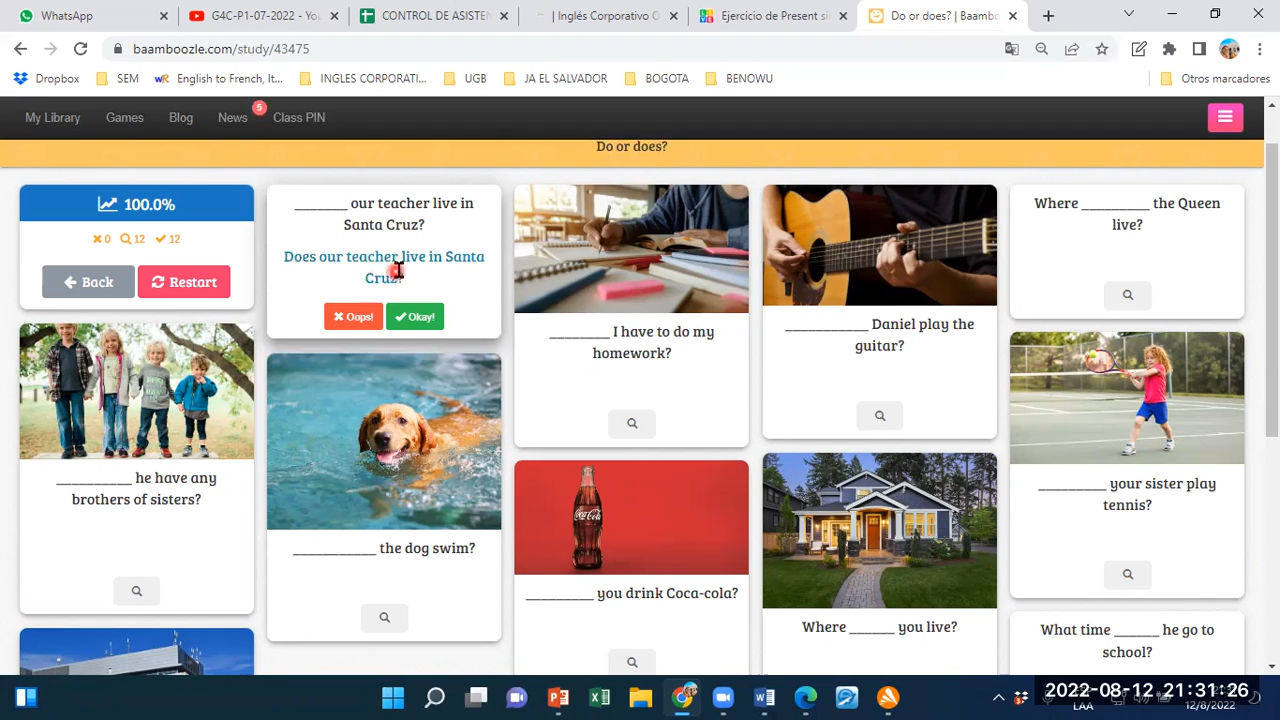 WhatsApp
G4C-P1-07-2022 - Yo
CONTROL DE ASISTE
| Inglés Corporativo O
Ejercicio de Present si
Do or does? | Baamboo
baamboozle.com/study/43475
Dropbox
SEM
English to French, It...
INGLES CORPORATI...
UGB
JA EL SALVADOR
BOGOTA
BENOWU
Otros marcadores
My Library
Games
Blog
News
5
Class PIN
Do or does?
100.0%
0 12 12
Back
Restart
_______ our teacher live in
Santa Cruz?
Does our teacher live in Santa
Cruz?
Oops!
Okay!
________ I have to do my
homework?
___________ Daniel play the
guitar?
Where _________ the Queen
live?
__________ he have any
brothers of sisters?
___________ the dog swim?
Coca-Cola
_________ you drink Coca-cola?
Where ______ you live?
_________ your sister play
tennis?
What time ______ he go to
school?
LAA
2022-08-12 21:31:26
12/8/2022